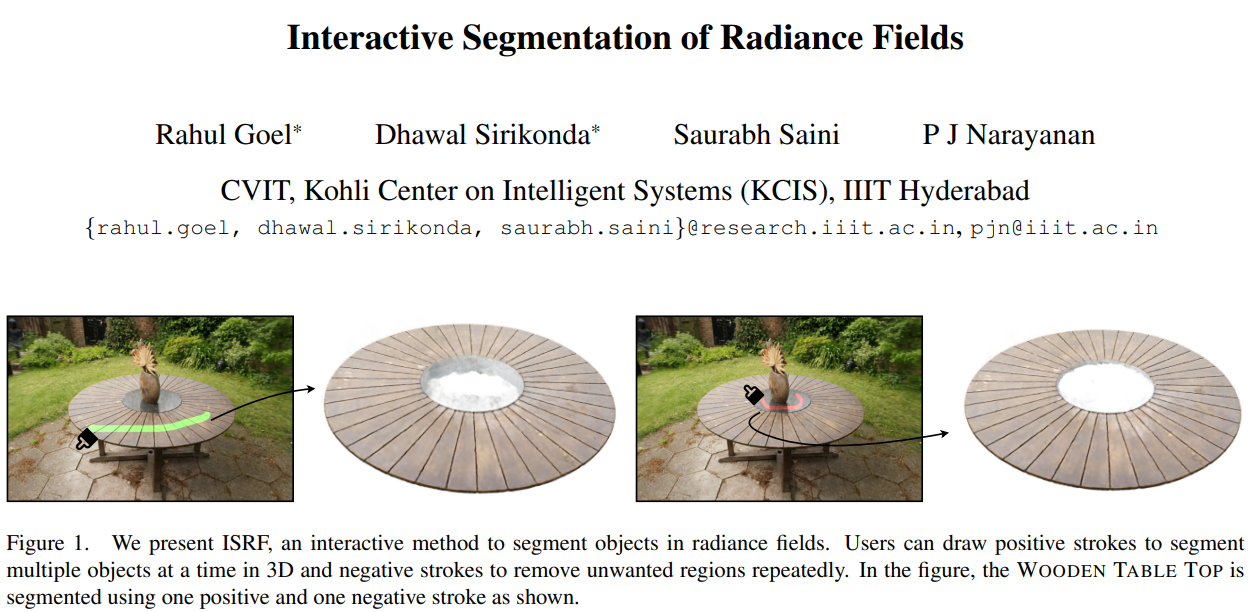 Interactive Segmentation of Radiance Fields
Rahul Goel* Dhawal Sirikonda* Saurabh Saini P J Narayanan
CVIT, Kohli Center on Intelligent Systems (KCIS), IIIT Hyderabad
{rahul.goel, dhawal.sirikonda, saurabh.saini}@research.iiit.ac.in, pjn@iiit.ac.in
Figure 1. We present ISRF, an interactive method to segment objects in radiance fields. Users can draw positive strokes to segment
multiple objects at a time in 3D and negative strokes to remove unwanted regions repeatedly. In the figure, the WOODEN TABLE TOP is
segmented using one positive and one negative stroke as shown.